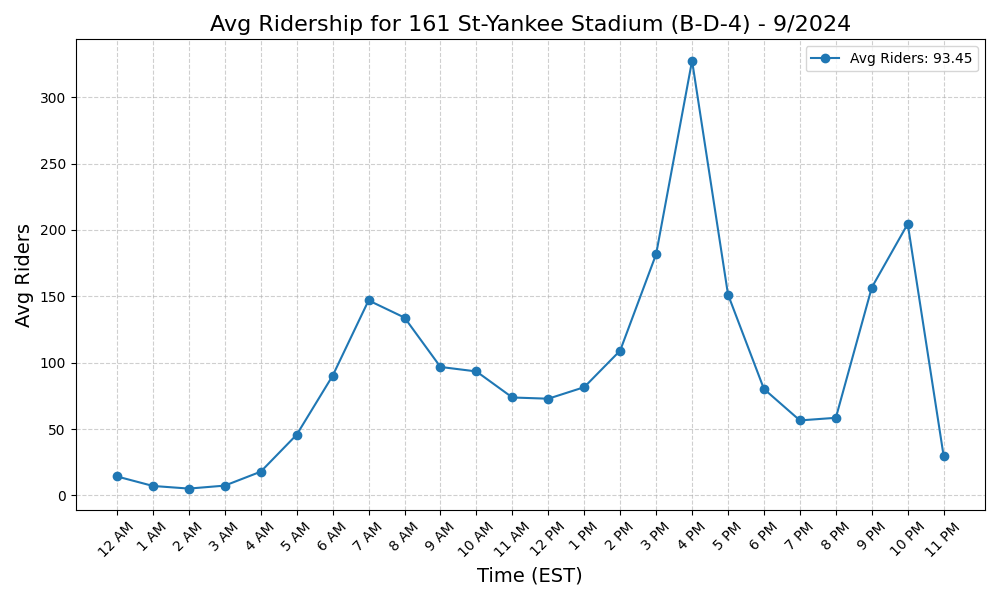 Avg Ridership for 161 St-Yankee Stadium (B-D-4) - 9/2024
Avg Riders: 93.45
Avg Riders
300
250
200
150
100
50
0
12 AM
1 AM
2 AM
3 AM
4 AM
5 AM
6 AM
7 AM
8 AM
9 AM
10 AM
11 AM
12 PM
1 PM
2 PM
3 PM
4 PM
5 PM
6 PM
7 PM
8 PM
9 PM
10 PM
11 PM
Time (EST)